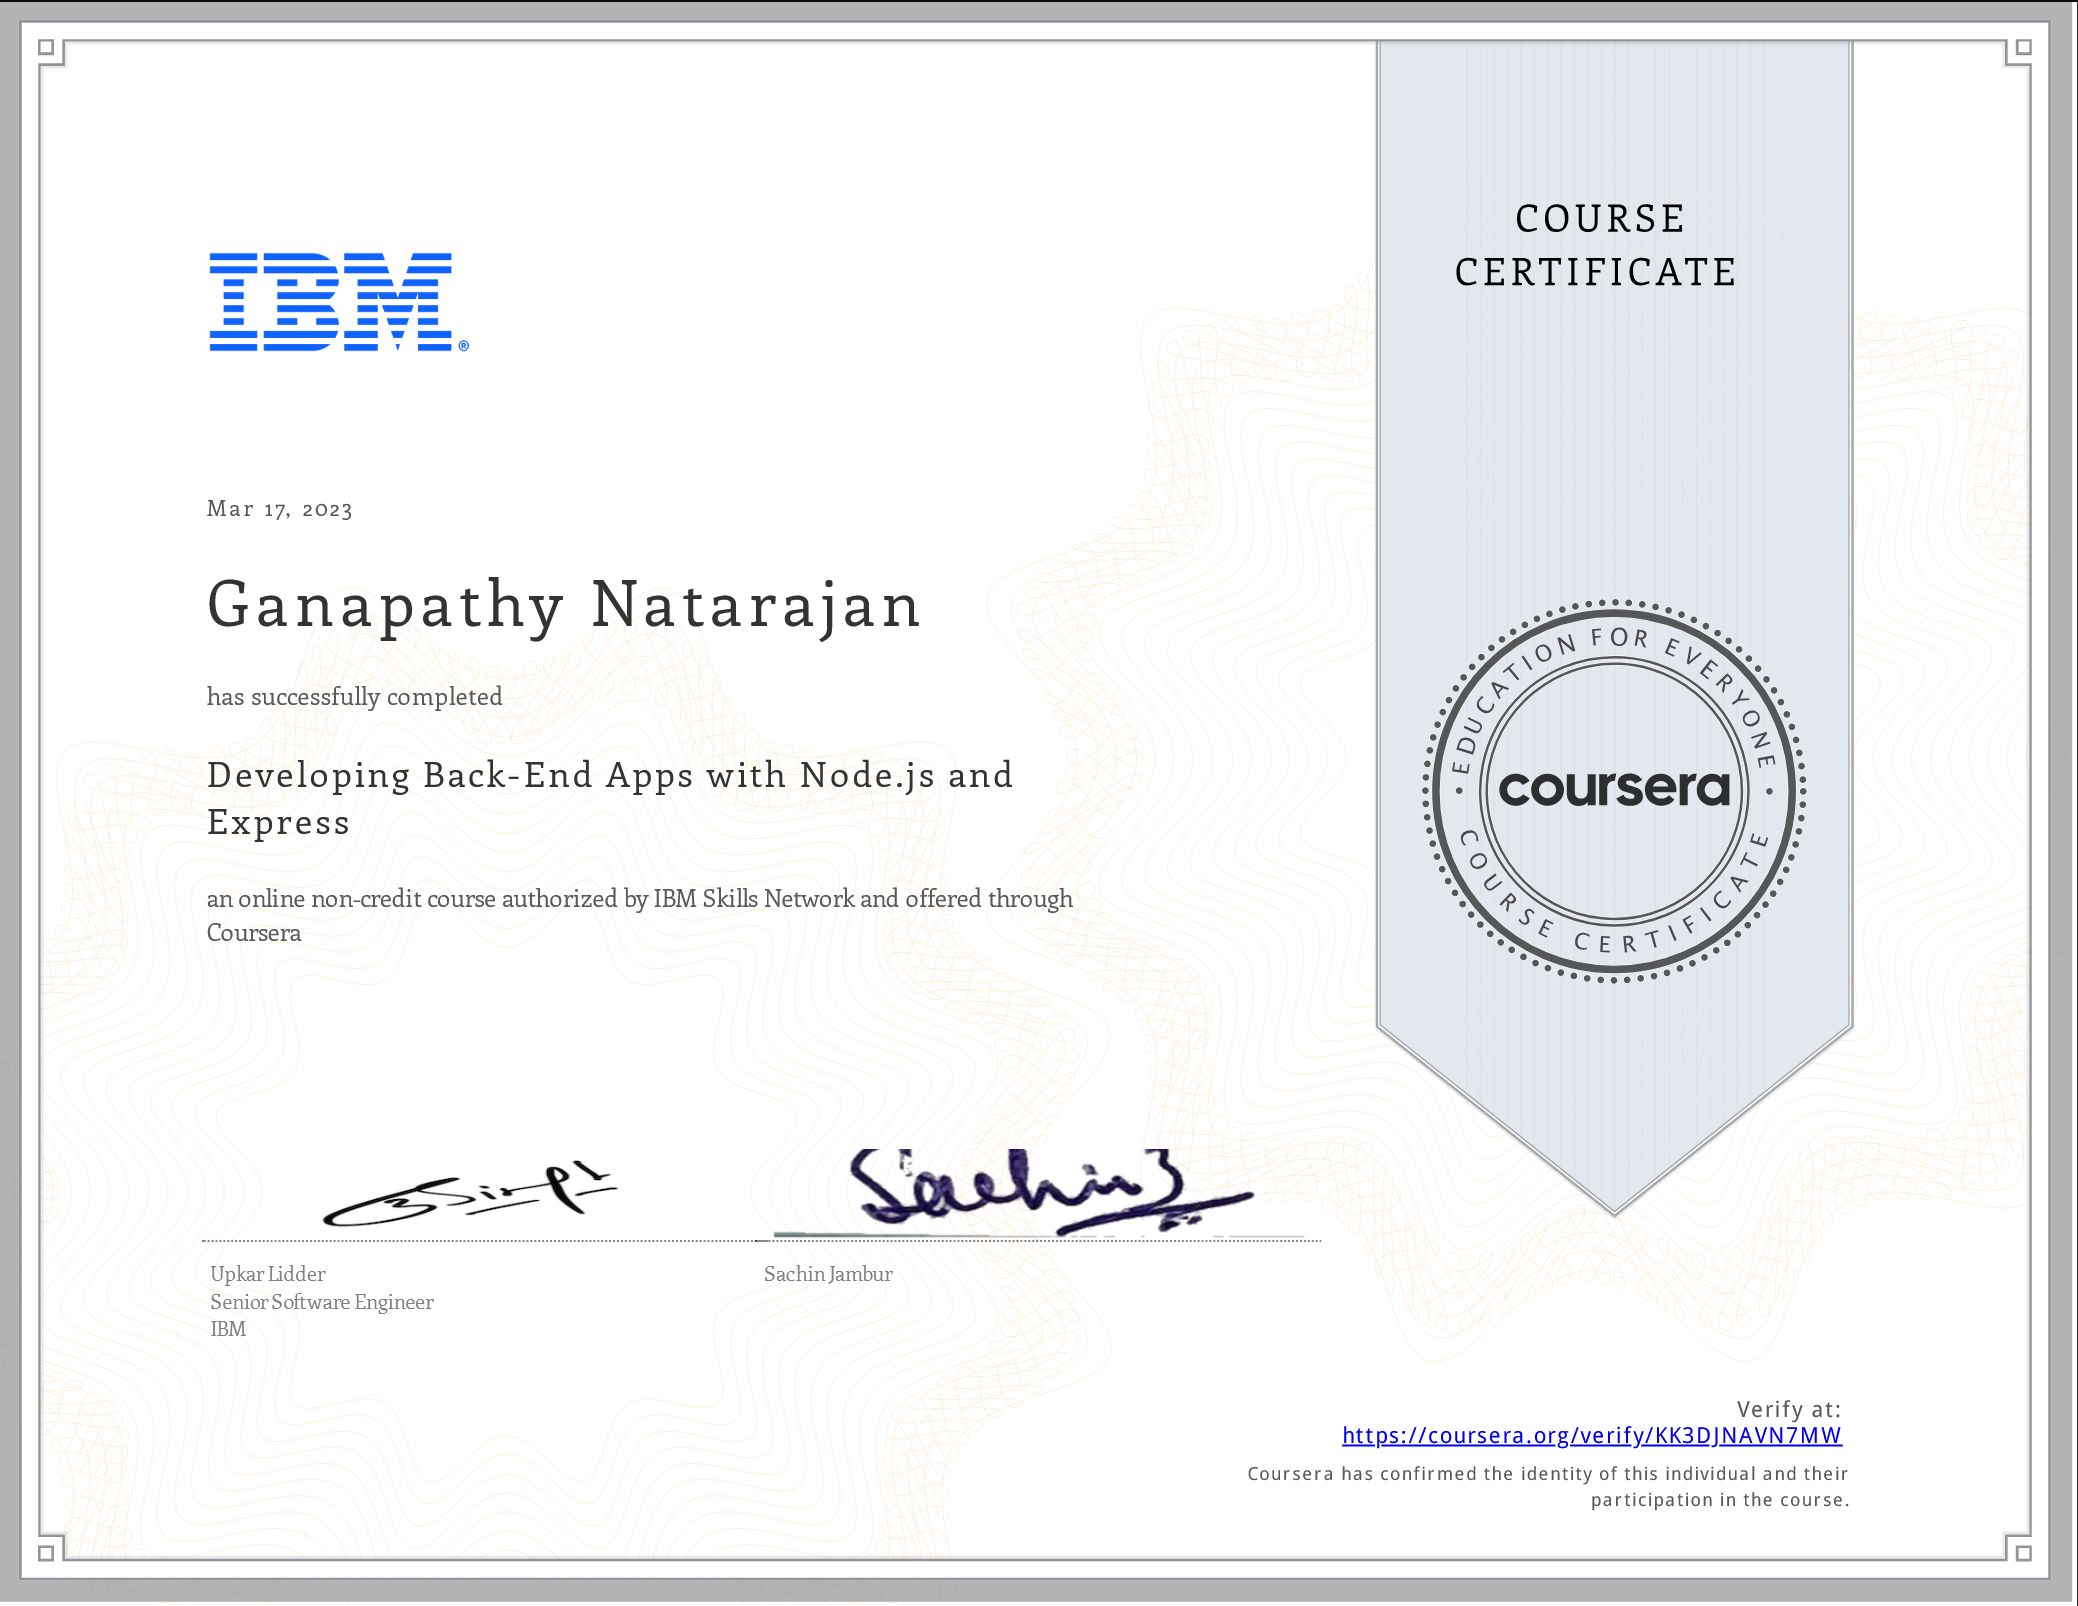 IBM®
COURSE
CERTIFICATE
Mar 17, 2023
Ganapathy Natarajan
has successfully completed
Developing Back-End Apps with Node.js and
Express
an online non-credit course authorized by IBM Skills Network and offered through
Coursera
EDUCATION FOR EVERYONE
coursera
COURSE CERTIFICATE
Sachin
Upkar Lidder
Senior Software Engineer
IBM
Sachin Jambur
Verify at:
https://coursera.org/verify/KK3DJNAVN7MW
Coursera has confirmed the identity of this individual and their
participation in the course.